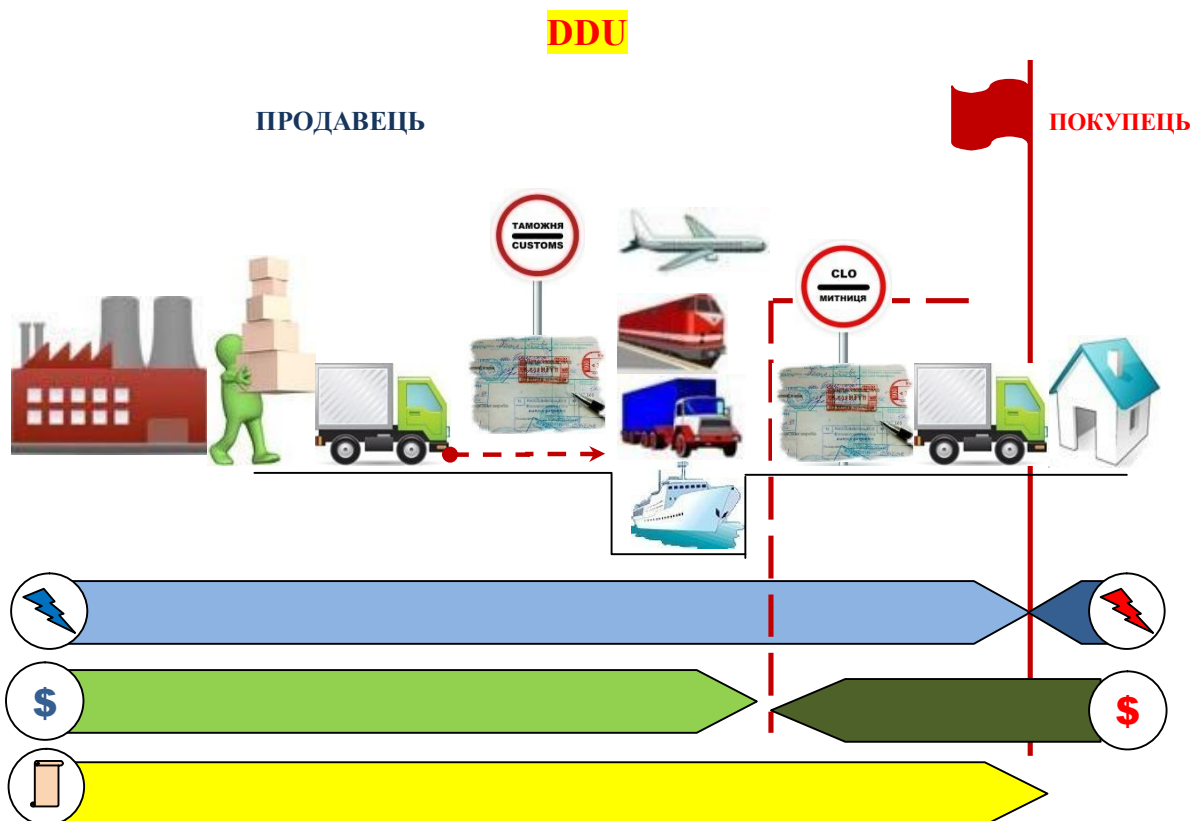 DDU
ПРОДАВЕЦЬ
ПОКУПЕЦЬ
ТАМОЖНЯ
CUSTOMS
CLO
МИТНИЦЯ
$
$